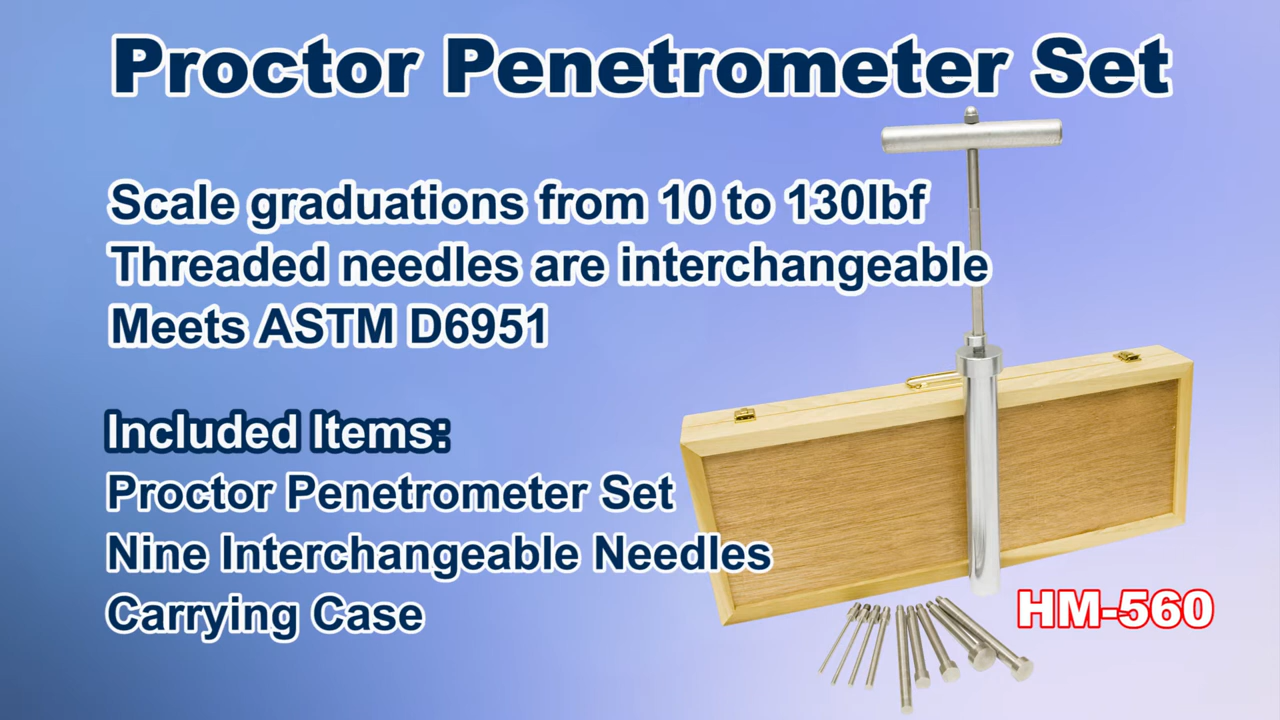 Proctor Penetrometer Set
Scale graduations from 10 to 130lbf
Threaded needles are interchangeable
Meets ASTM D6951
Included Items:
Proctor Penetrometer Set
Nine Interchangeable Needles
Carrying Case
HM-560